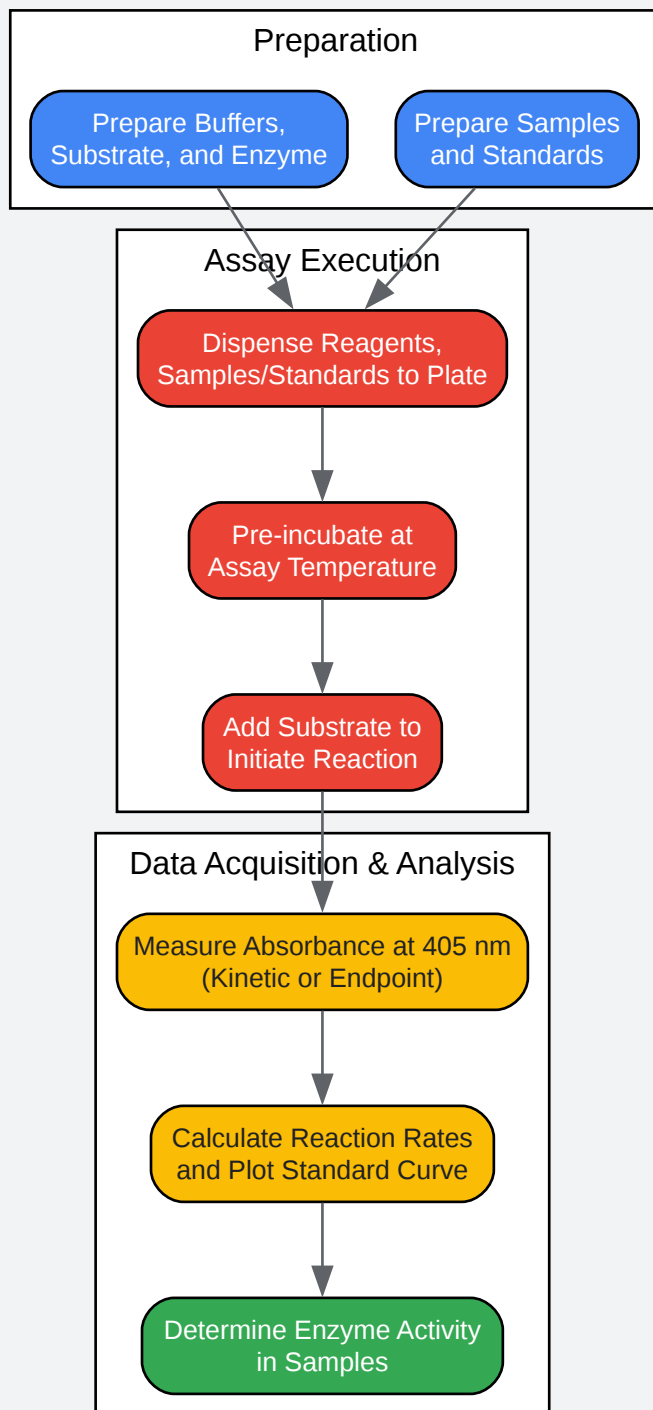 Preparation
Prepare Buffers,
Substrate, and Enzyme
Prepare Samples
and Standards
Assay Execution
Dispense Reagents,
Samples/Standards to Plate
Pre-incubate at
Assay Temperature
Add Substrate to
Initiate Reaction
Data Acquisition & Analysis
Measure Absorbance at 405 nm
(Kinetic or Endpoint)
Calculate Reaction Rates
and Plot Standard Curve
Determine Enzyme Activity
in Samples